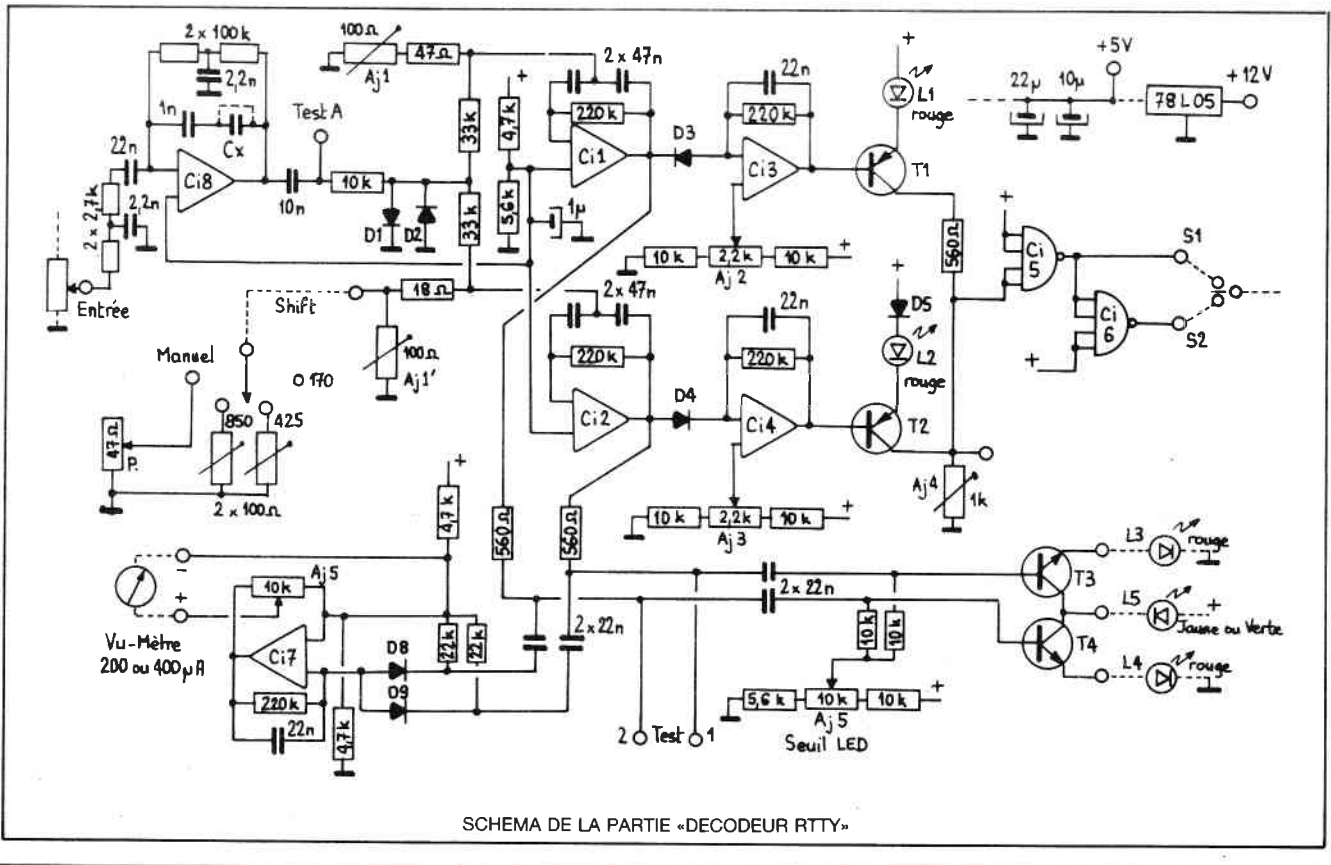 2 x 100k
2,2n
1n
Cx
22n
Ci8
2 x 2,7k
2,2n
Entrée
10n
Test A
10k
D1
D2
100Ω
Aj1
47Ω
33k
33k
+
4,7k
5,6k
1µ
2 x 47n
220k
Ci1
D3
22n
220k
Ci3
10k
2,2k
10k
+
Aj 2
+
L1
rouge
T1
560Ω
22µ
10µ
+5V
78L05
+12V
+
Ci
5
S1
Ci
6
+
S2
Shift
18Ω
100Ω
Aj1'
2 x 47n
220k
Ci2
D4
22n
220k
Ci4
10k
2,2k
10k
+
Aj 3
+
D5
L2
rouge
T2
Aj4
1k
Manuel
O 170
850
425
47Ω
P.
2 x 100Ω
+
4,7k
560Ω
560Ω
-
+
Aj5
10k
Vu-Mètre
200 ou 400µA
Ci7
220k
22n
4,7k
D8
D9
22k
22k
2 x 22n
2 Test 1
2 x 22n
10k
10k
5,6k
10k
10k
+
Aj 5
Seuil LED
T3
T4
L3
rouge
L5
+
Jaune ou Verte
L4
rouge
SCHEMA DE LA PARTIE «DECODEUR RTTY»